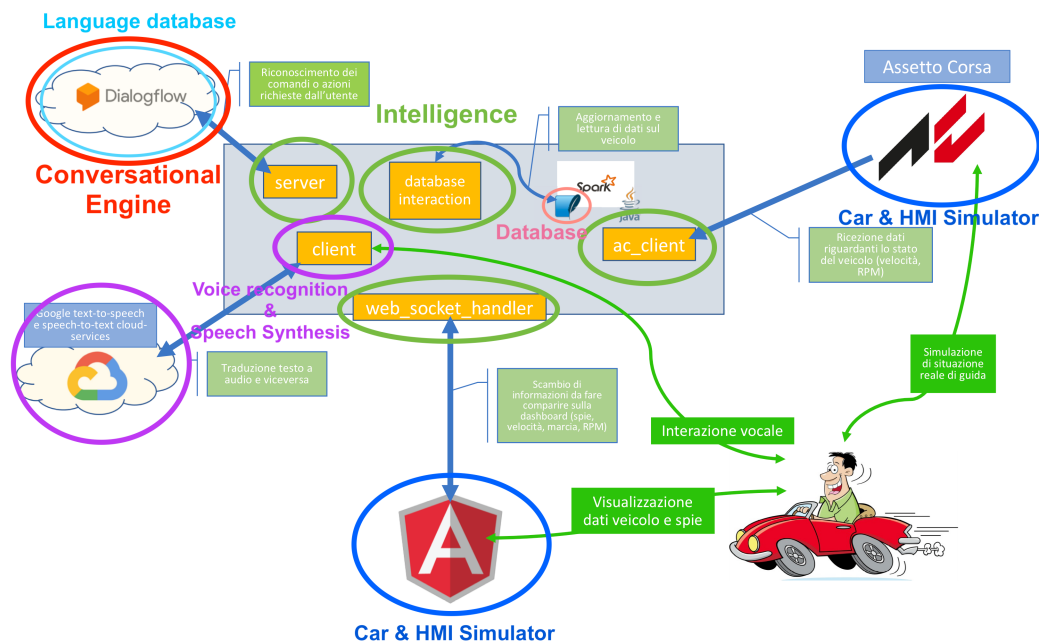 Language database
Dialogflow
Riconoscimento dei
comandi o azioni
richieste dall'utente
Conversational
Engine
Intelligence
Aggiornamento e
lettura di dati sul
veicolo
Assetto Corsa
Car & HMI Simulator
server
database
interaction
Spark
Java
Database
client
ac_client
Ricezione dati
riguardanti lo stato
del veicolo (velocità,
RPM)
Voice recognition
&
Speech Synthesis
web_socket_handler
Google text-to-speech
e speech-to-text cloud-
services
Traduzione testo a
audio e viceversa
Scambio di
informazioni da fare
comparire sulla
dashboard (spie,
velocità, marcia, RPM)
Simulazione
di situazione
reale di guida
Interazione vocale
Visualizzazione
dati veicolo e spie
A
Car & HMI Simulator